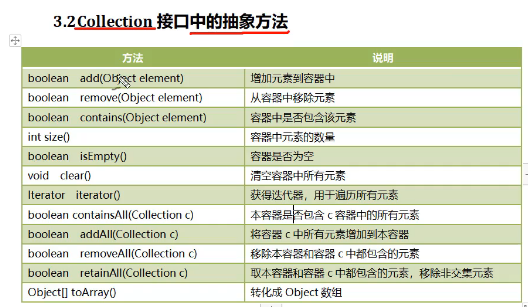 3.2Collection 接口中的抽象方法
方法 说明
boolean add(Object element) 增加元素到容器中
boolean remove(Object element) 从容器中移除元素
boolean contains(Object element) 容器中是否包含该元素
int size() 容器中元素的数量
boolean isEmpty() 容器是否为空
void clear() 清空容器中所有元素
Iterator iterator() 获得迭代器，用于遍历所有元素
boolean containsAll(Collection c) 本容器是否包含 c 容器中的所有元素
boolean addAll(Collection c) 将容器 c 中所有元素增加到本容器
boolean removeAll(Collection c) 移除本容器和容器 c 中都包含的元素
boolean retainAll(Collection c) 取本容器和容器 c 中都包含的元素，移除非交集元素
Object[] toArray() 转化成 Object 数组